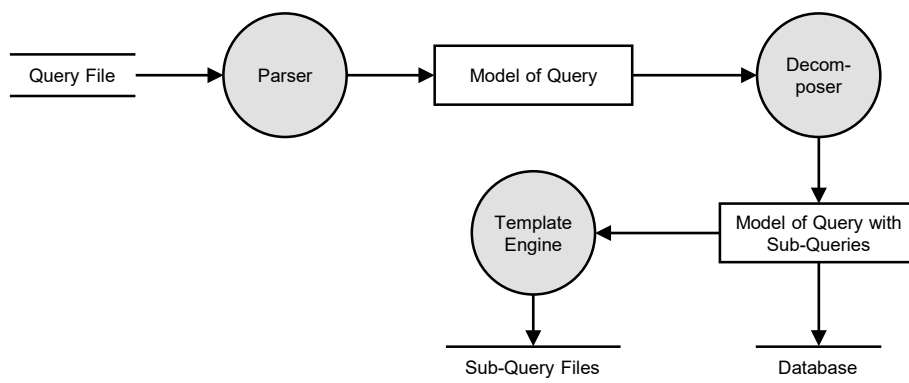 Query File
Parser
Model of Query
Decom-
poser
Template
Engine
Model of Query with
Sub-Queries
Sub-Query Files
Database